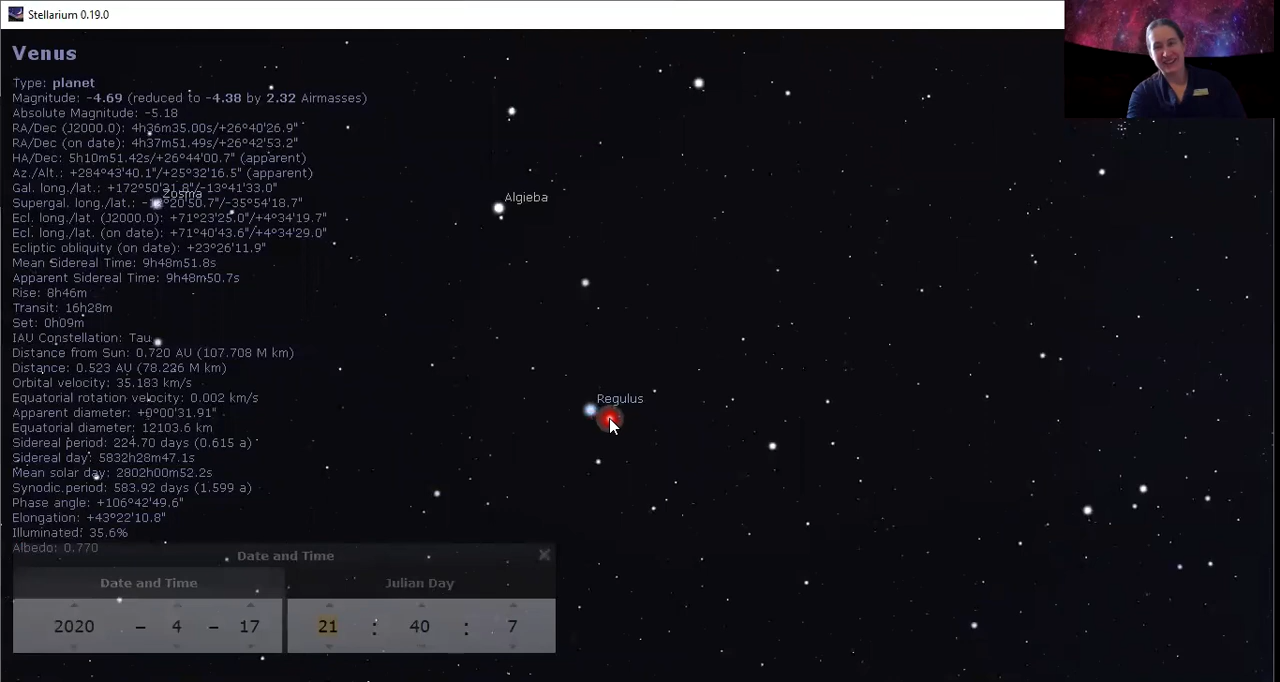 Stellarium 0.19.0
Venus
Type: planet
Magnitude: -4.69 (reduced to -4.38 by 2.32 Airmasses)
Absolute Magnitude: -5.18
RA/Dec (J2000.0): 4h36m35.00s/+26°40'26.9"
RA/Dec (on date): 4h37m51.49s/+26°42'53.2"
HA/Dec: 5h10m51.42s/+26°44'00.7" (apparent)
Az./Alt.: +284°43'40.1"/+25°32'16.5" (apparent)
Gal. long./lat.: +172°50'31.8"/-13°41'33.0"
Zosma
Algieba
Supergal. long./lat.: 20'50.7"/-35°54'18.7"
Ecl. long./lat. (J2000.0): +71°23'25.0"/+4°34'19.7"
Ecl. long./lat. (on date): +71°40'43.6"/+4°34'29.0"
Ecliptic obliquity (on date): +23°26'11.9"
Mean Sidereal Time: 9h48m51.8s
Apparent Sidereal Time: 9h48m50.7s
Rise: 8h46m
Transit: 16h28m
Set: 0h09m
IAU Constellation: Tau
Distance from Sun: 0.720 AU (107.708 M km)
Distance: 0.523 AU (78.226 M km)
Orbital velocity: 35.183 km/s
Equatorial rotation velocity: 0.002 km/s
Regulus
Apparent diameter: +0°00'31.91"
Equatorial diameter: 12103.6 km
Sidereal period: 224.70 days (0.615 a)
Sidereal day: 5832h28m47.1s
Mean solar day: 2802h00m52.2s
Synodic period: 583.92 days (1.599 a)
Phase angle: +106°42'49.6"
Elongation: +43°22'10.8"
Illuminated: 35.6%
Albedo: 0.770
Date and Time
Date and Time Julian Day
2020 - 4 - 17 21 : 40 : 7